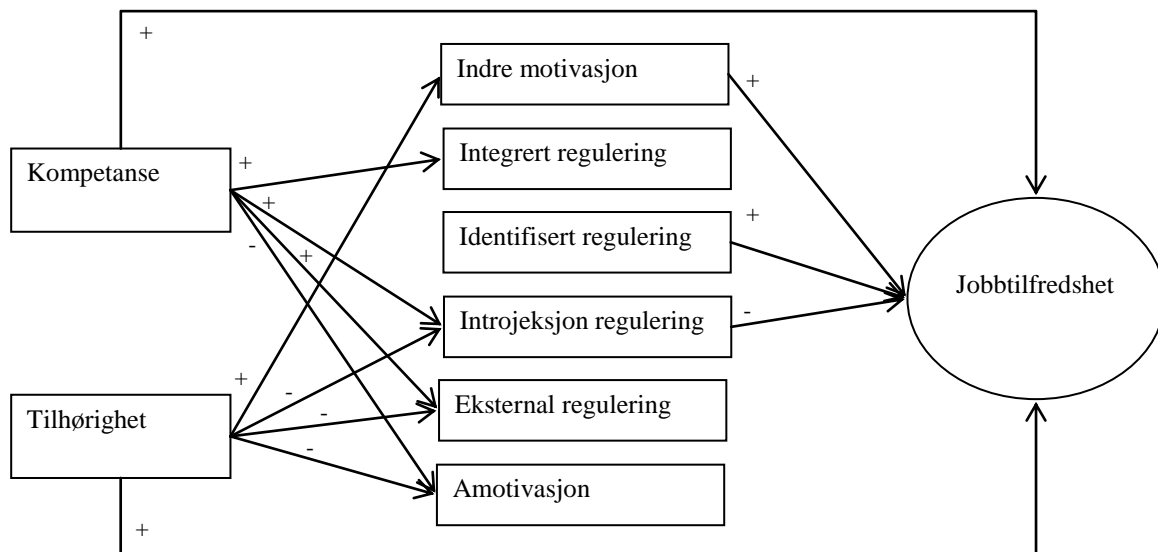 +
Indre motivasjon
+
Integrert regulering
+
Kompetanse
+
Identifisert regulering
+
-
+
Jobbtilfredshet
Introjeksjon regulering
-
Tilhørighet
+
-
-
Eksternal regulering
-
Amotivasjon
+